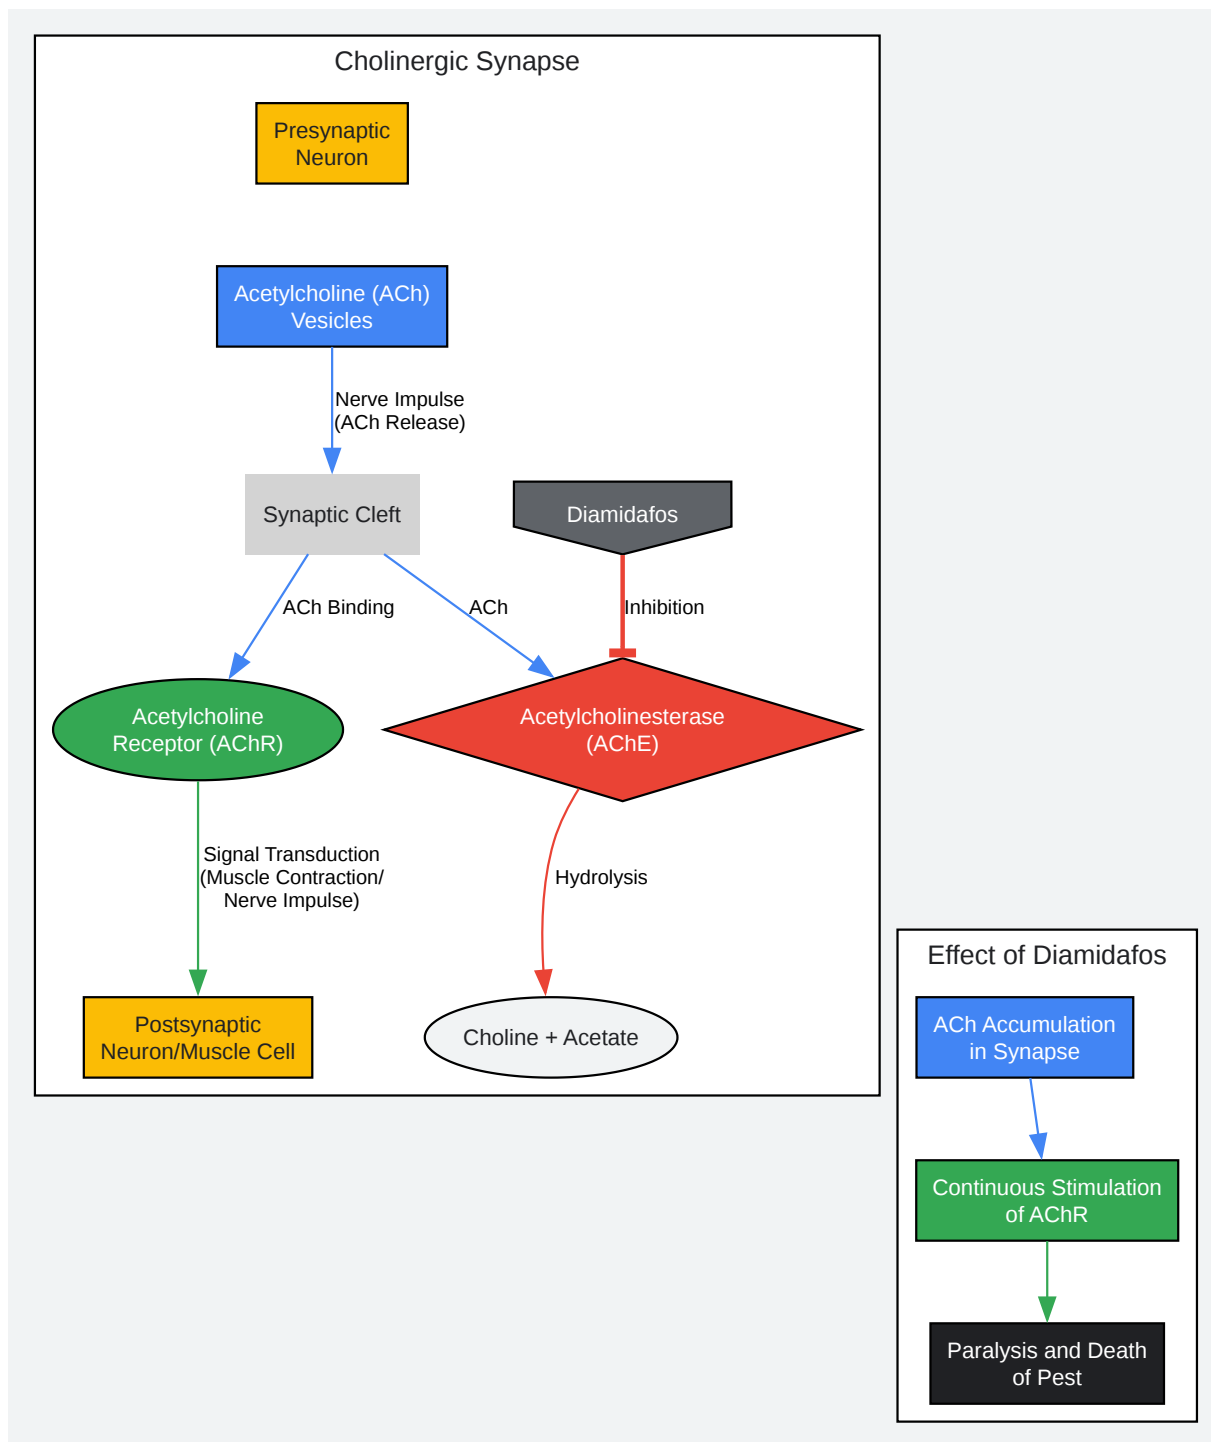 Cholinergic Synapse
Presynaptic
Neuron
Acetylcholine (ACh)
Vesicles
Nerve Impulse
(ACh Release)
Synaptic Cleft
Diamidafos
ACh Binding
ACh
Inhibition
Acetylcholine
Receptor (AChR)
Acetylcholinesterase
(AChE)
Signal Transduction
(Muscle Contraction/
Nerve Impulse)
Hydrolysis
Postsynaptic
Neuron/Muscle Cell
Choline + Acetate
Effect of Diamidafos
ACh Accumulation
in Synapse
Continuous Stimulation
of AChR
Paralysis and Death
of Pest